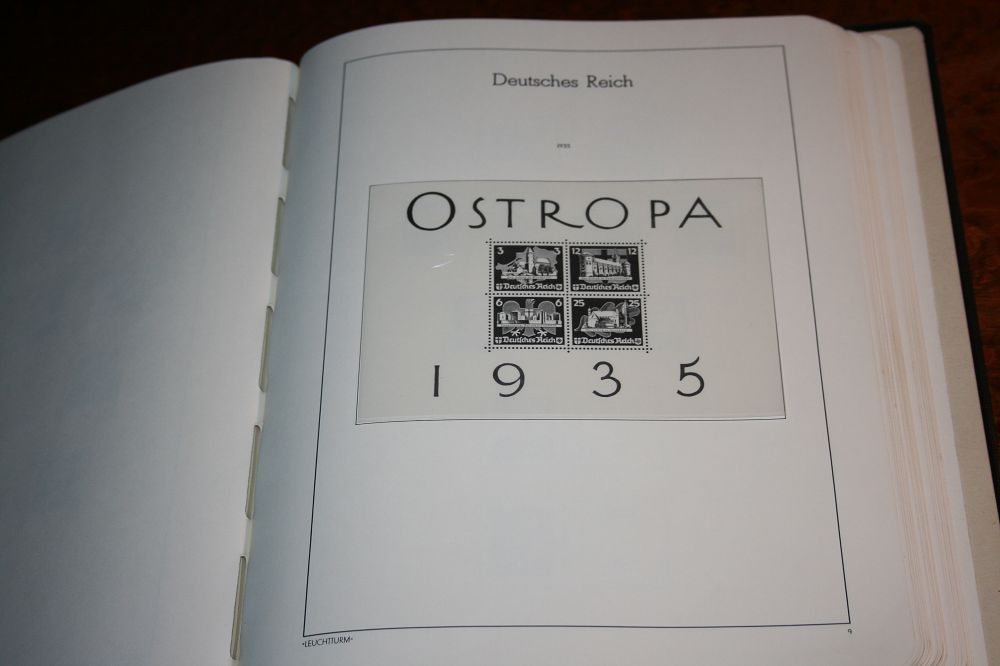 Deutsches Reich
1935
OSTROPA
3 3
Deutsches Reich
12 12
Deutsches Reich
6 6
Deutsches Reich
25 25
Deutsches Reich
1935
»LEUCHTTURM«
9